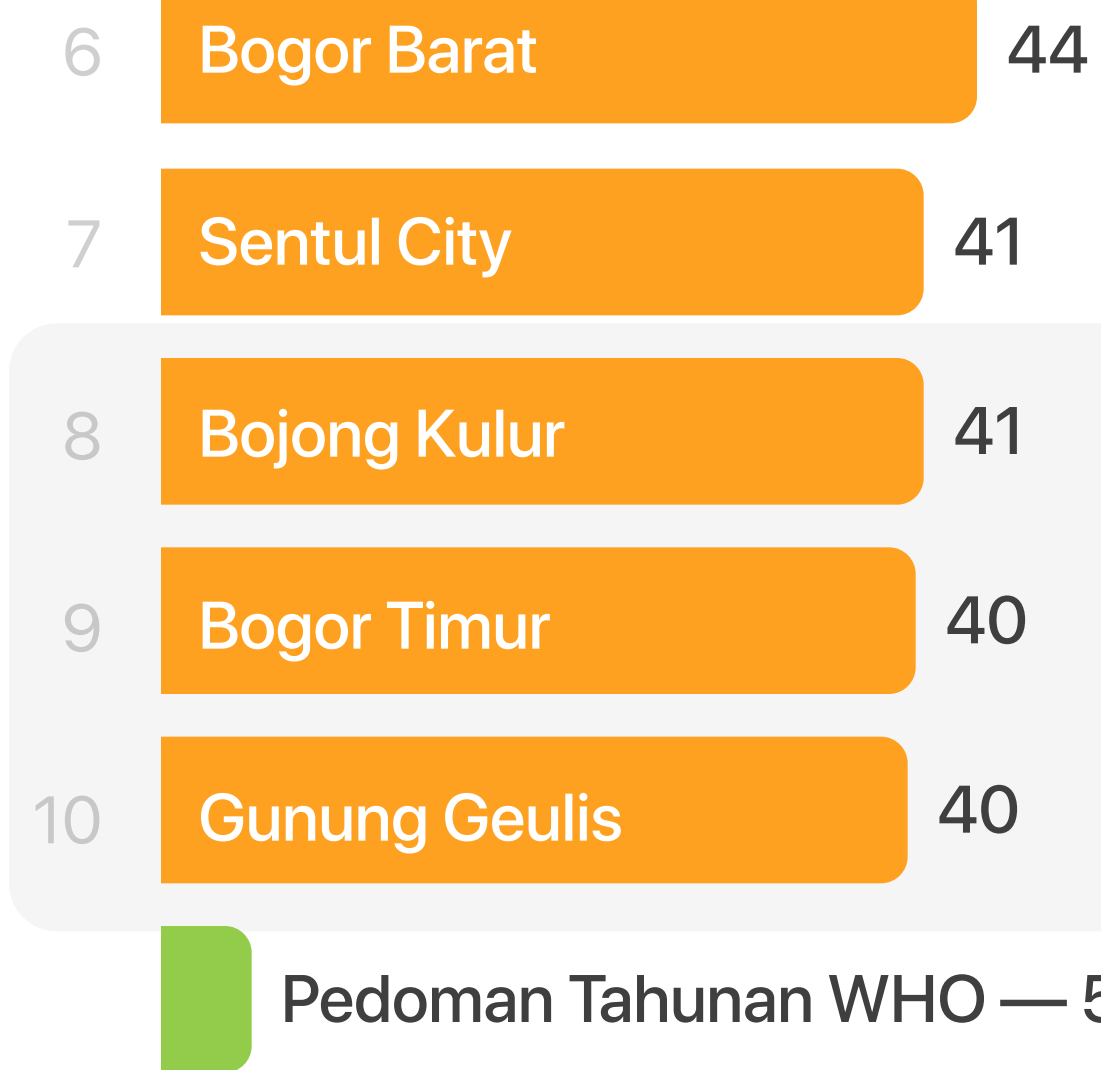 6 Bogor Barat 44
7 Sentul City 41
8 Bojong Kulur 41
9 Bogor Timur 40
10 Gunung Geulis 40
Pedoman Tahunan WHO — 5